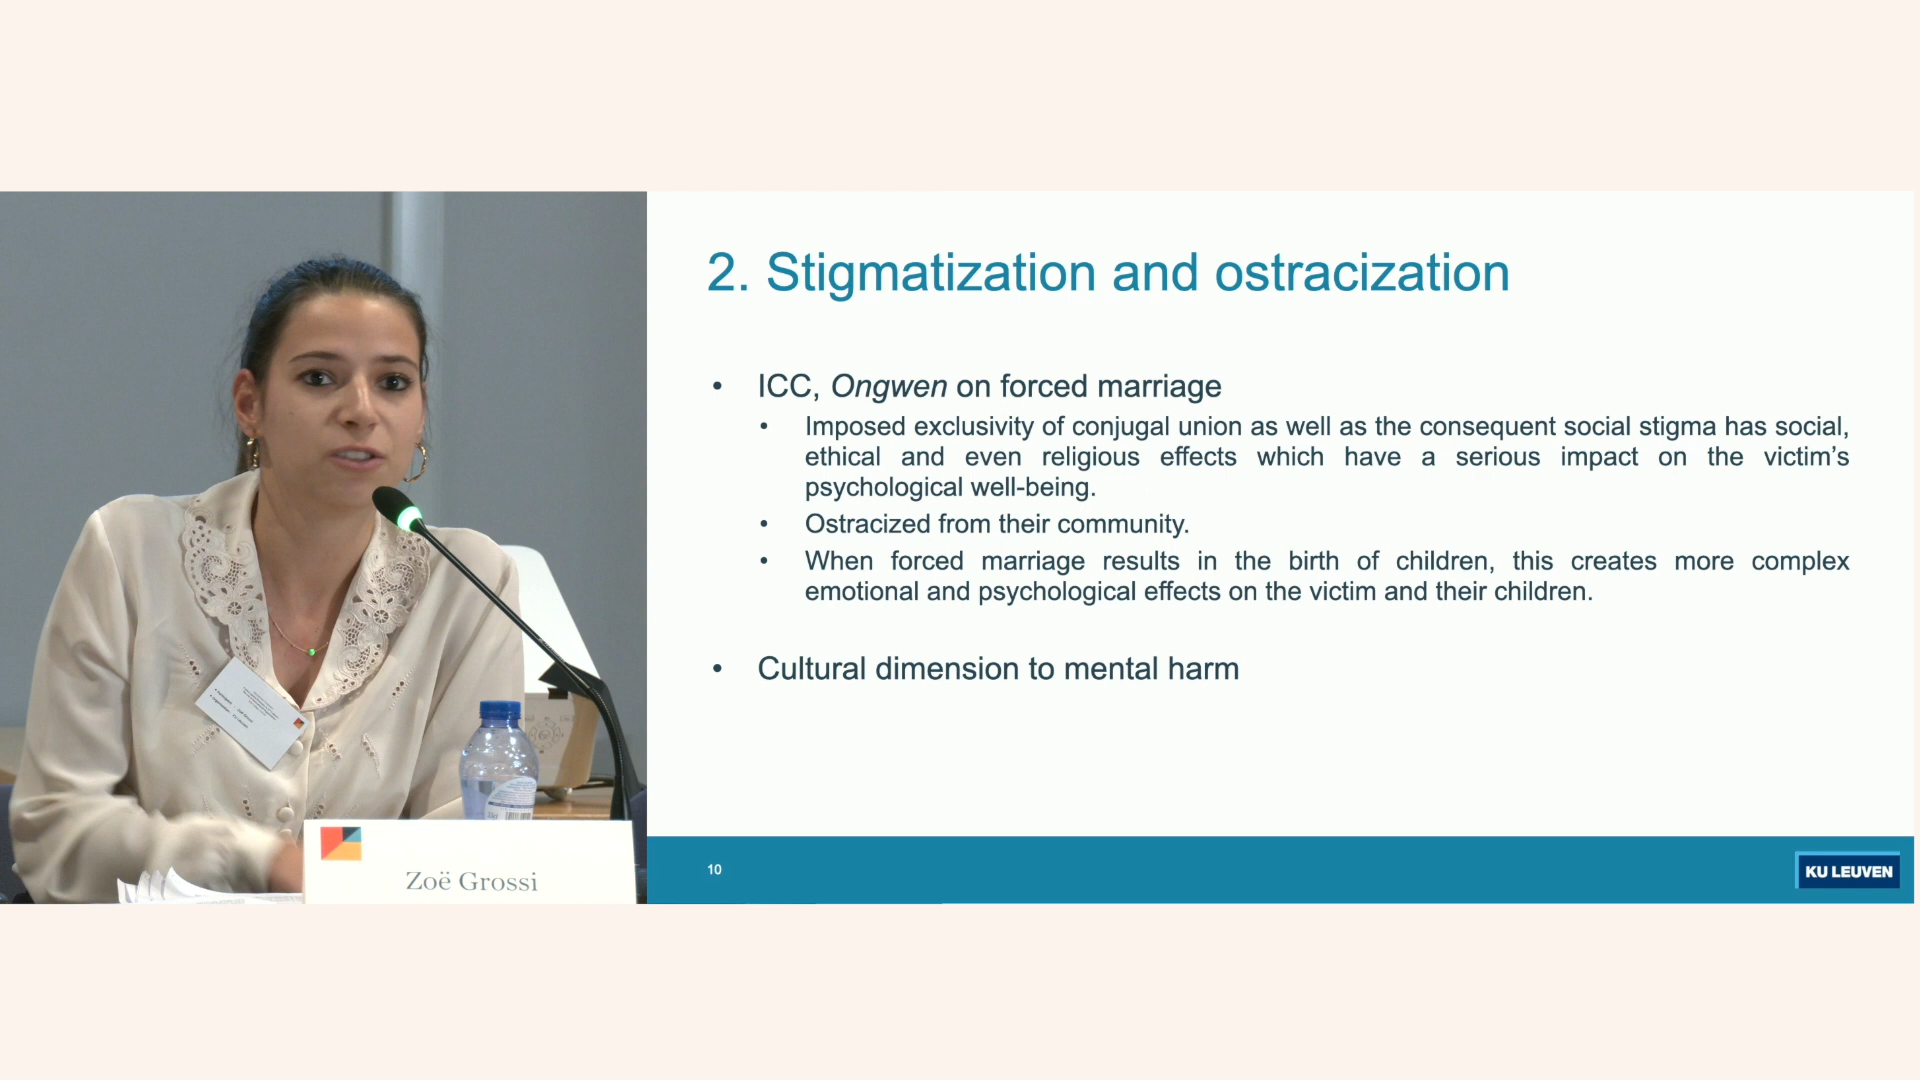 2. Stigmatization and ostracization
• ICC, Ongwen on forced marriage
• Imposed exclusivity of conjugal union as well as the consequent social stigma has social,
ethical and even religious effects which have a serious impact on the victim’s
psychological well-being.
• Ostracized from their community.
• When forced marriage results in the birth of children, this creates more complex
emotional and psychological effects on the victim and their children.
• Cultural dimension to mental harm
10
KU LEUVEN
Zoë Grossi